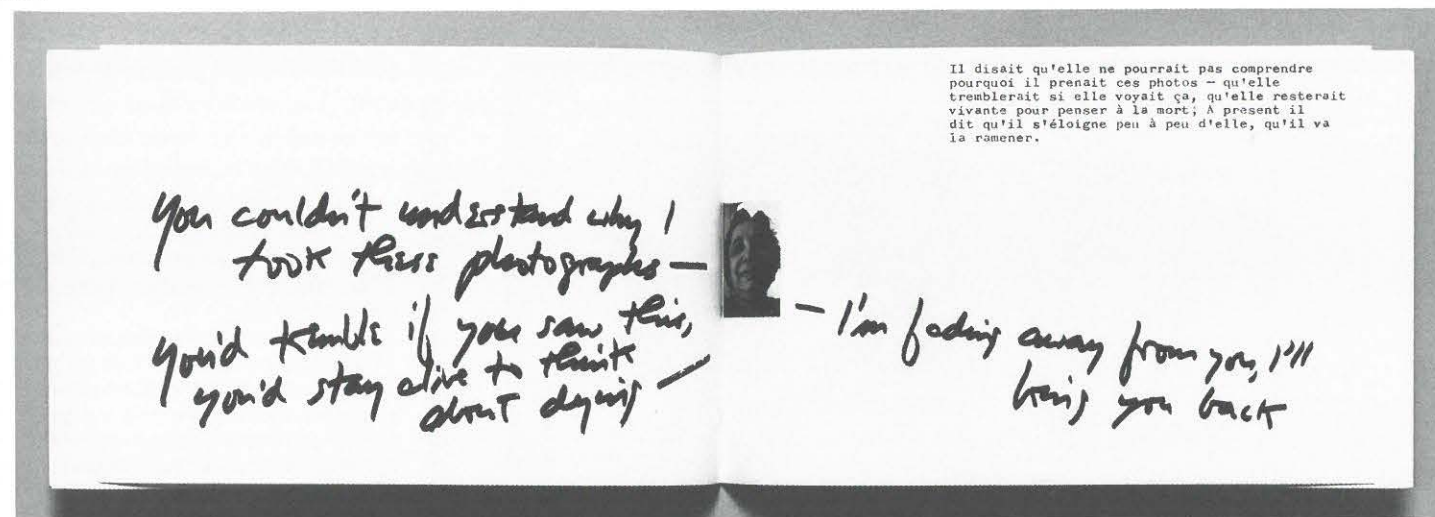 you couldn't understand why I
took these photographs —
you'd tremble if you saw this,
you'd stay alive to think
about dying —
Il disait qu'elle ne pourrait pas comprendre
pourquoi il prenait ces photos — qu'elle
tremblerait si elle voyait ça, qu'elle resterait
vivante pour penser à la mort; A present il
dit qu'il s'éloigne peu à peu d'elle, qu'il va
la ramener.
— I'm fading away from you, I'll
bring you back